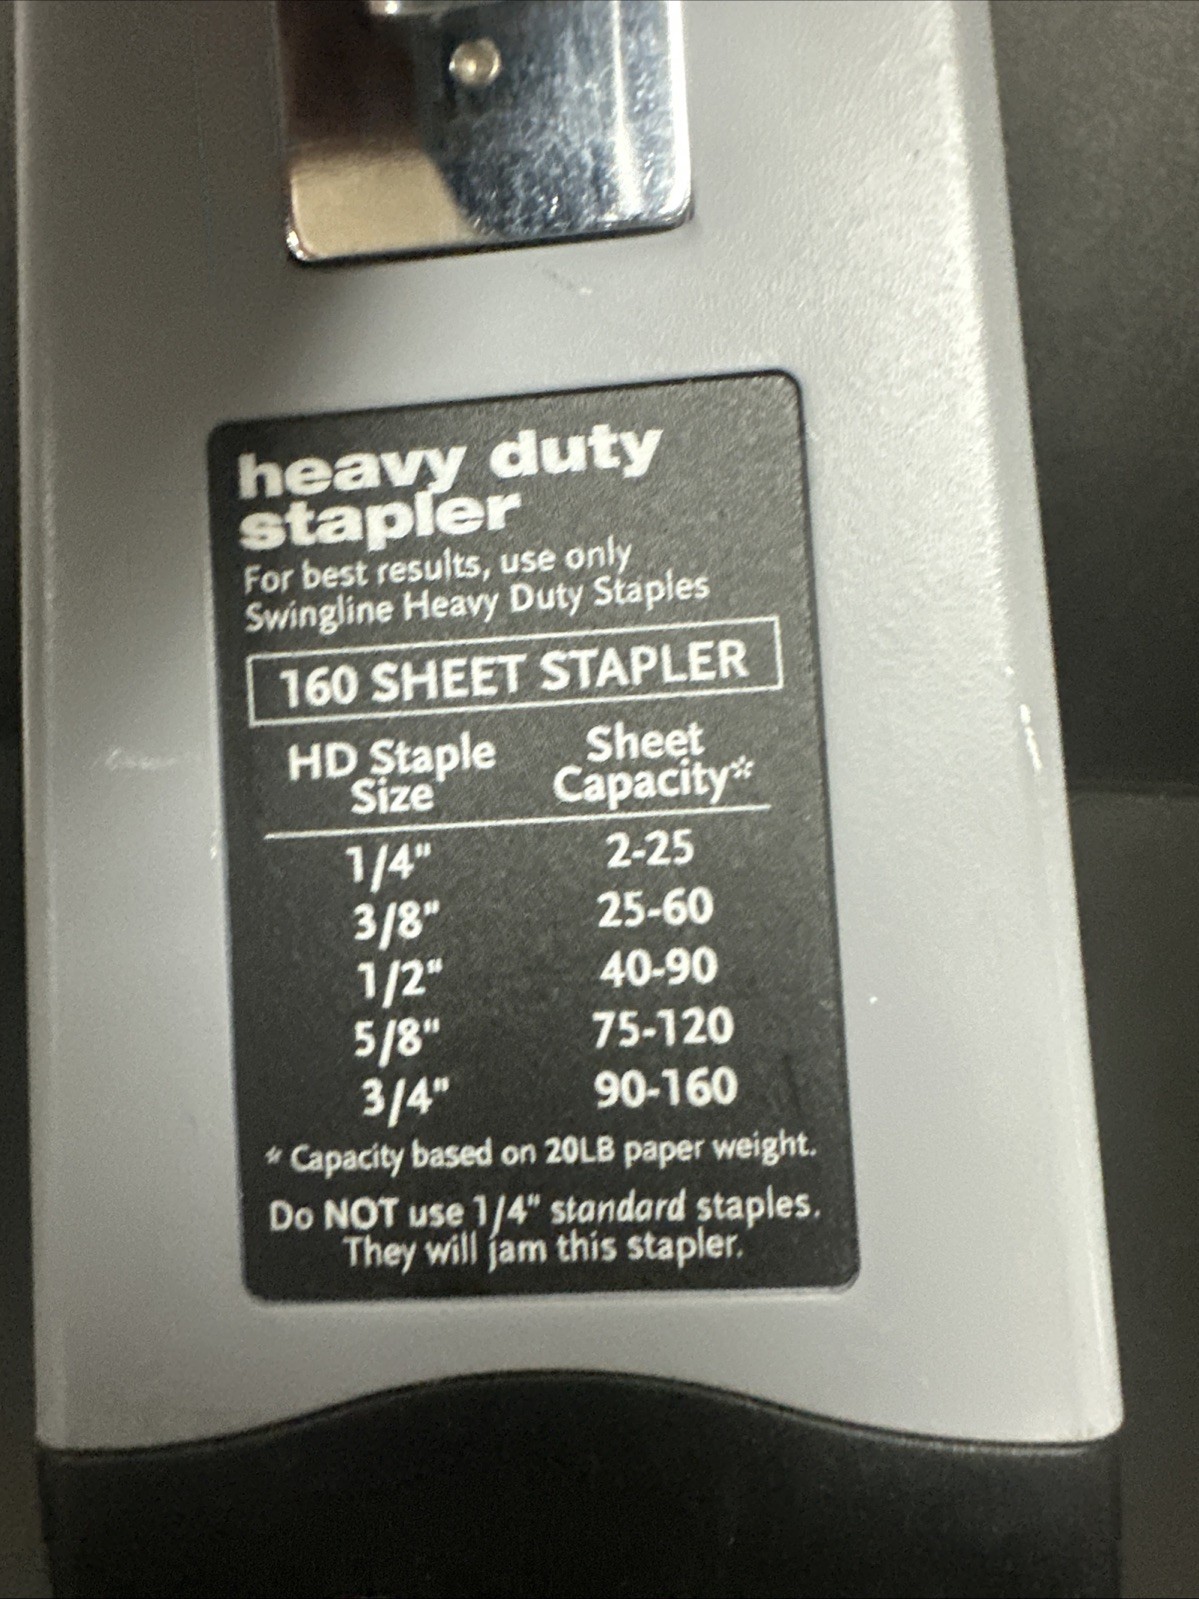 heavy duty
stapler
For best results, use only
Swingline Heavy Duty Staples
160 SHEET STAPLER
HD Staple Size Sheet Capacity*
1/4" 2-25
3/8" 25-60
1/2" 40-90
5/8" 75-120
3/4" 90-160
* Capacity based on 20LB paper weight.
Do NOT use 1/4" standard staples.
They will jam this stapler.